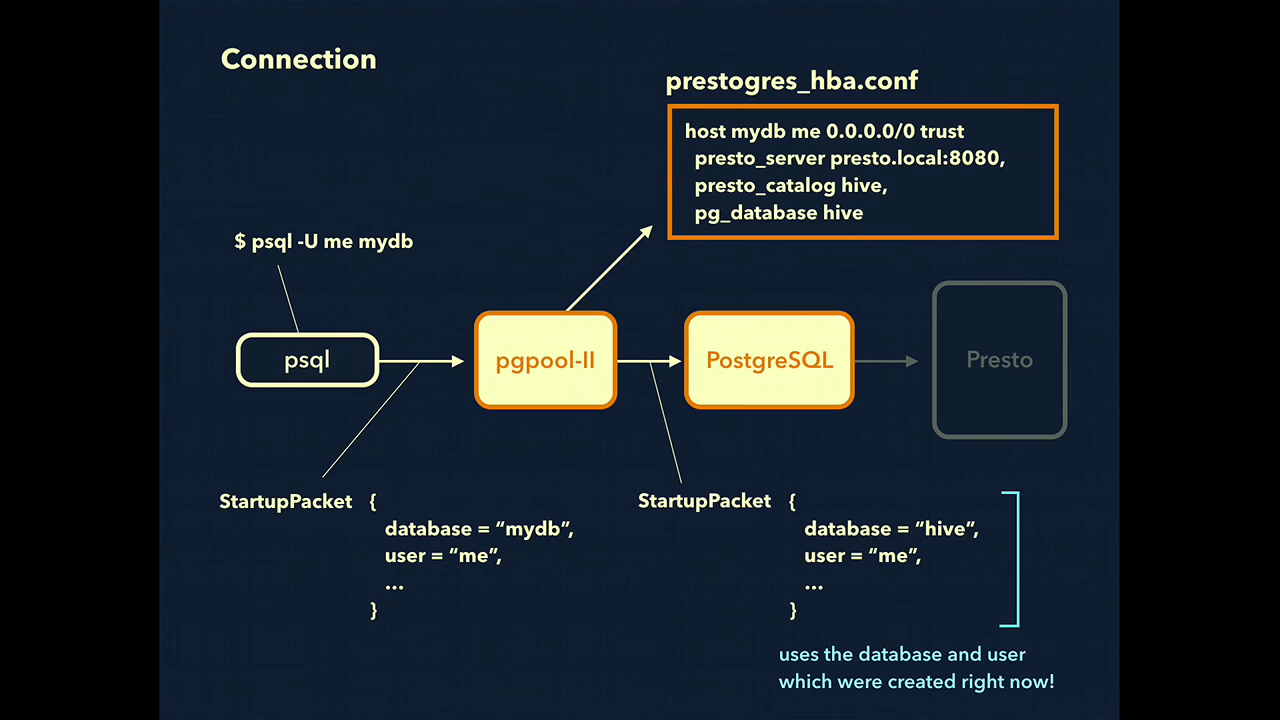 Connection
prestogres_hba.conf
host mydb me 0.0.0.0/0 trust
presto_server presto.local:8080,
presto_catalog hive,
pg_database hive
$ psql -U me mydb
psql
pgpool-II
PostgreSQL
Presto
StartupPacket {
database = “mydb”,
user = “me”,
...
}
StartupPacket {
database = “hive”,
user = “me”,
...
}
uses the database and user
which were created right now!